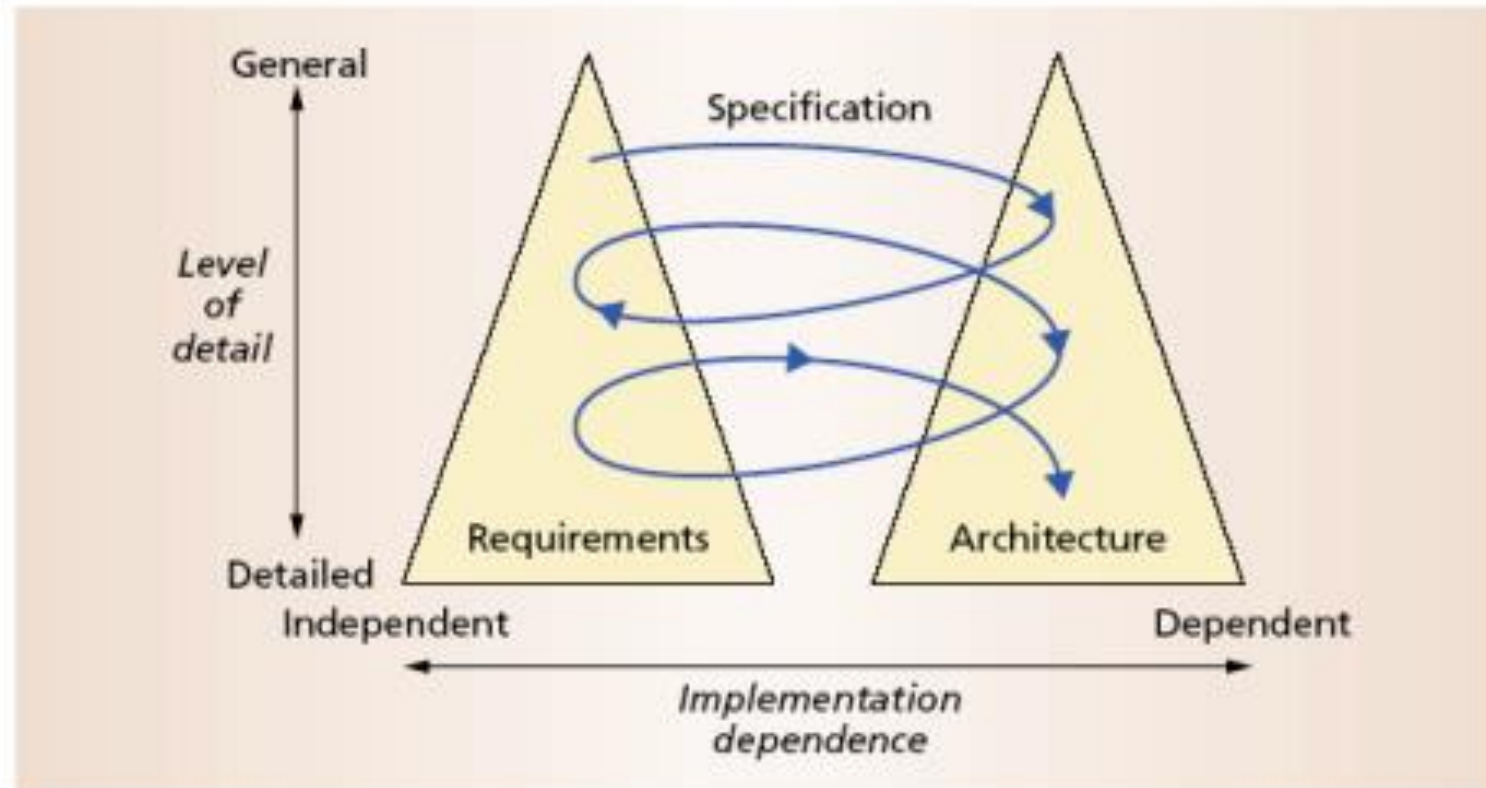 General
Specification
Level
of
detail
Requirements
Architecture
Detailed
Independent
Dependent
Implementation
dependence